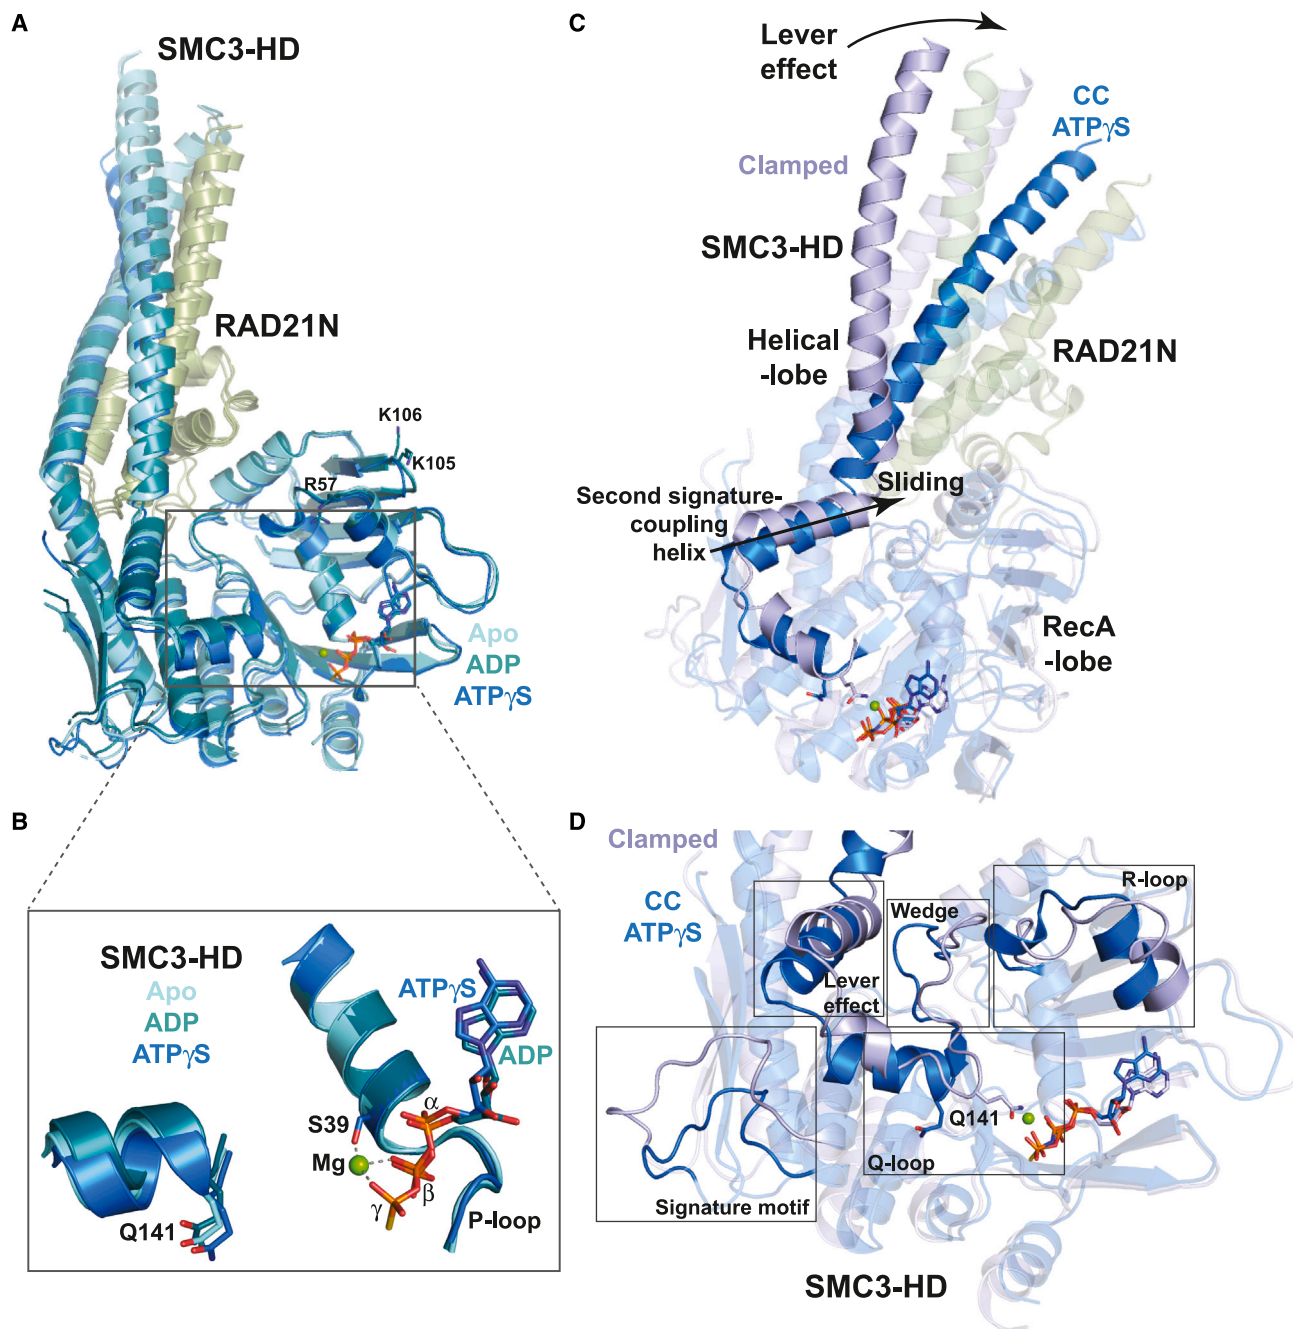 A
SMC3-HD
RAD21N
K106
K105
R57
Apo
ADP
ATPγS
B
SMC3-HD
Apo
ADP
ATPγS
ATPγS
ADP
α
S39
Mg
β
γ
P-loop
Q141
C
Lever
effect
CC
ATPγS
Clamped
SMC3-HD
Helical
-lobe
RAD21N
Sliding
Second signature-
coupling
helix
RecA
-lobe
D
Clamped
CC
ATPγS
R-loop
Wedge
Lever
effect
Q141
Q-loop
Signature motif
SMC3-HD